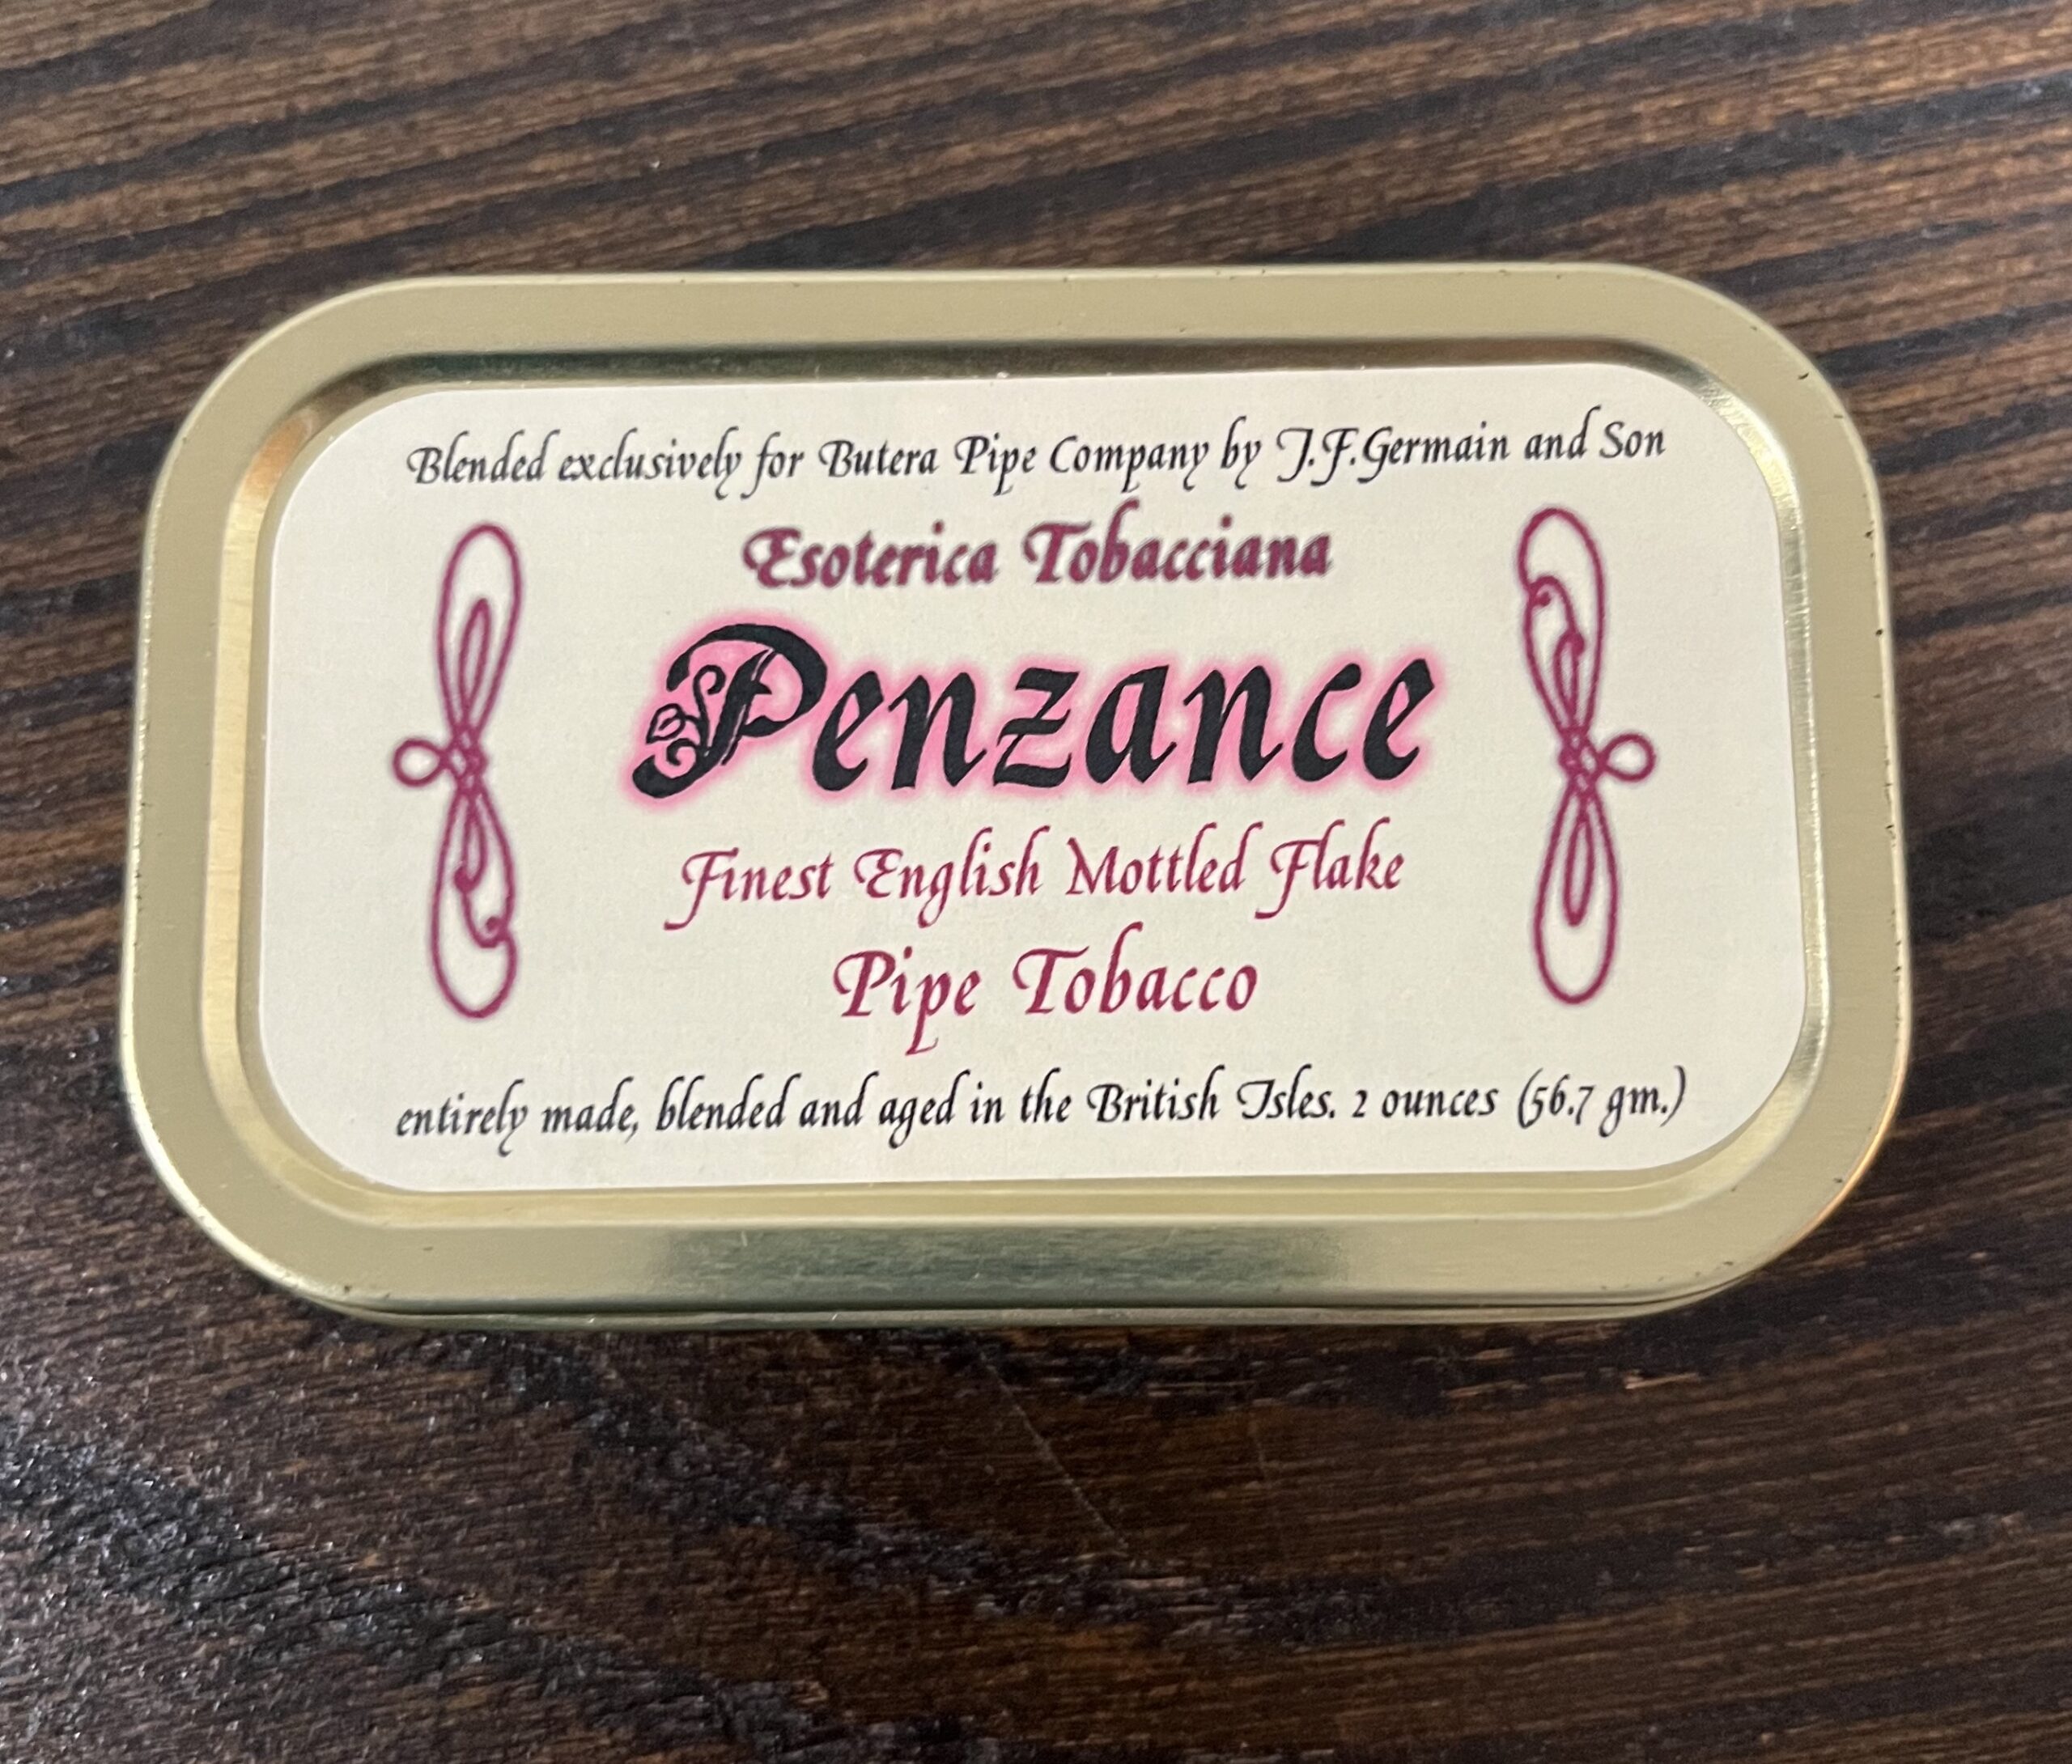 Blended exclusively for Butera Pipe Company by J.F.Germain and Son
Esoterica Tobacciana
Penzance
Finest English Mottled Flake
Pipe Tobacco
entirely made, blended and aged in the British Isles. 2 ounces (56.7 gm.)